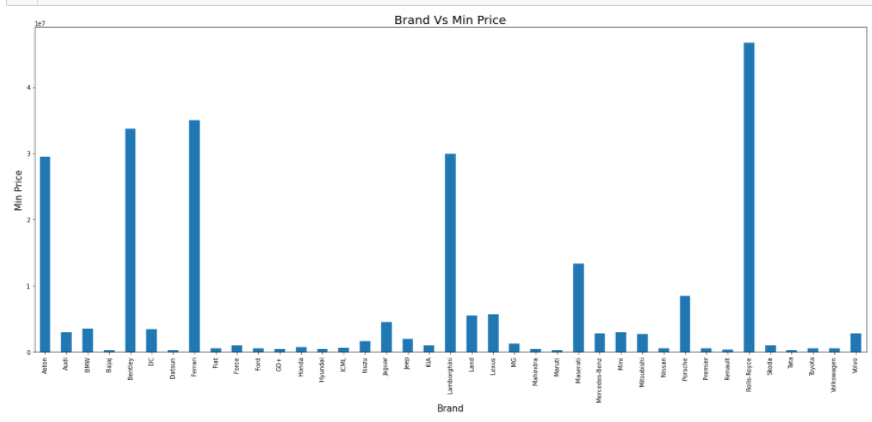 Brand Vs Min Price
1e7
4
3
2
1
0
Min Price
Aston
Audi
BMW
Bajaj
Bentley
DC
Datsun
Ferrari
Fiat
Force
Ford
GO+
Honda
Hyundai
ICML
Isuzu
Jaguar
Jeep
KIA
Lamborghini
Land
Lexus
MG
Mahindra
Maruti
Maserati
Mercedes-Benz
Mini
Mitsubishi
Nissan
Porsche
Premier
Renault
Rolls-Royce
Skoda
Tata
Toyota
Volkswagen
Volvo
Brand